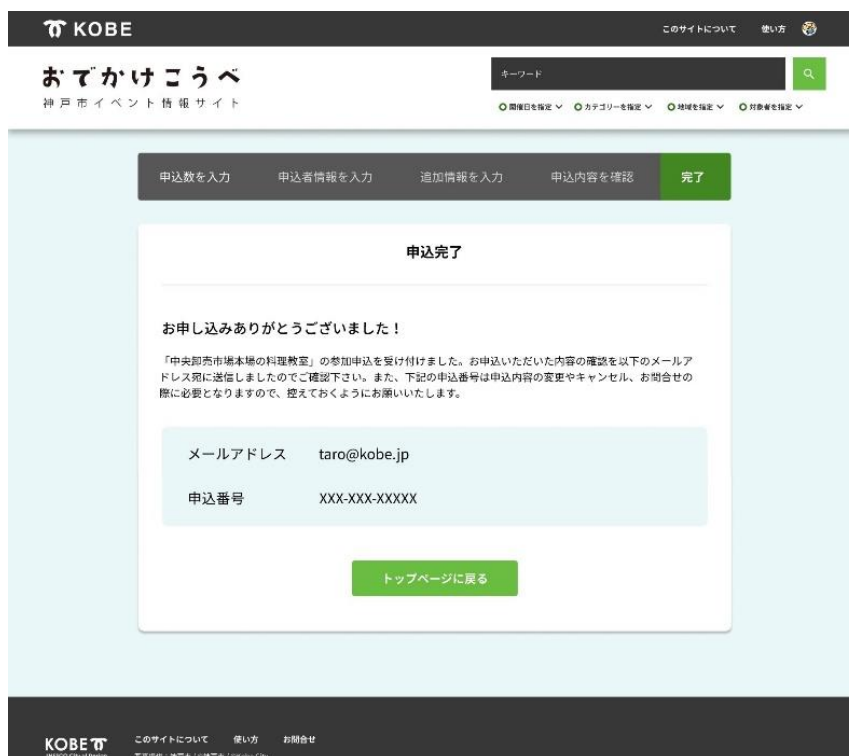 KOBE
このサイトについて 使い方
おでかけこうべ
神戸市イベント情報サイト
キーワード
開催日を指定 カテゴリーを指定 地域を指定 対象者を指定
申込数を入力 申込者情報を入力 追加情報を入力 申込内容を確認 完了
申込完了
お申し込みありがとうございました！
「中央卸売市場本場の料理教室」の参加申込を受け付けました。お申込いただいた内容の確認を以下のメールア
ドレス宛に送信しましたのでご確認下さい。また、下記の申込番号は申込内容の変更やキャンセル、お問合せの
際に必要となりますので、控えておくようにお願いいたします。
メールアドレス taro@kobe.jp
申込番号 XXX-XXX-XXXXX
トップページに戻る
KOBE
このサイトについて 使い方 お問合せ